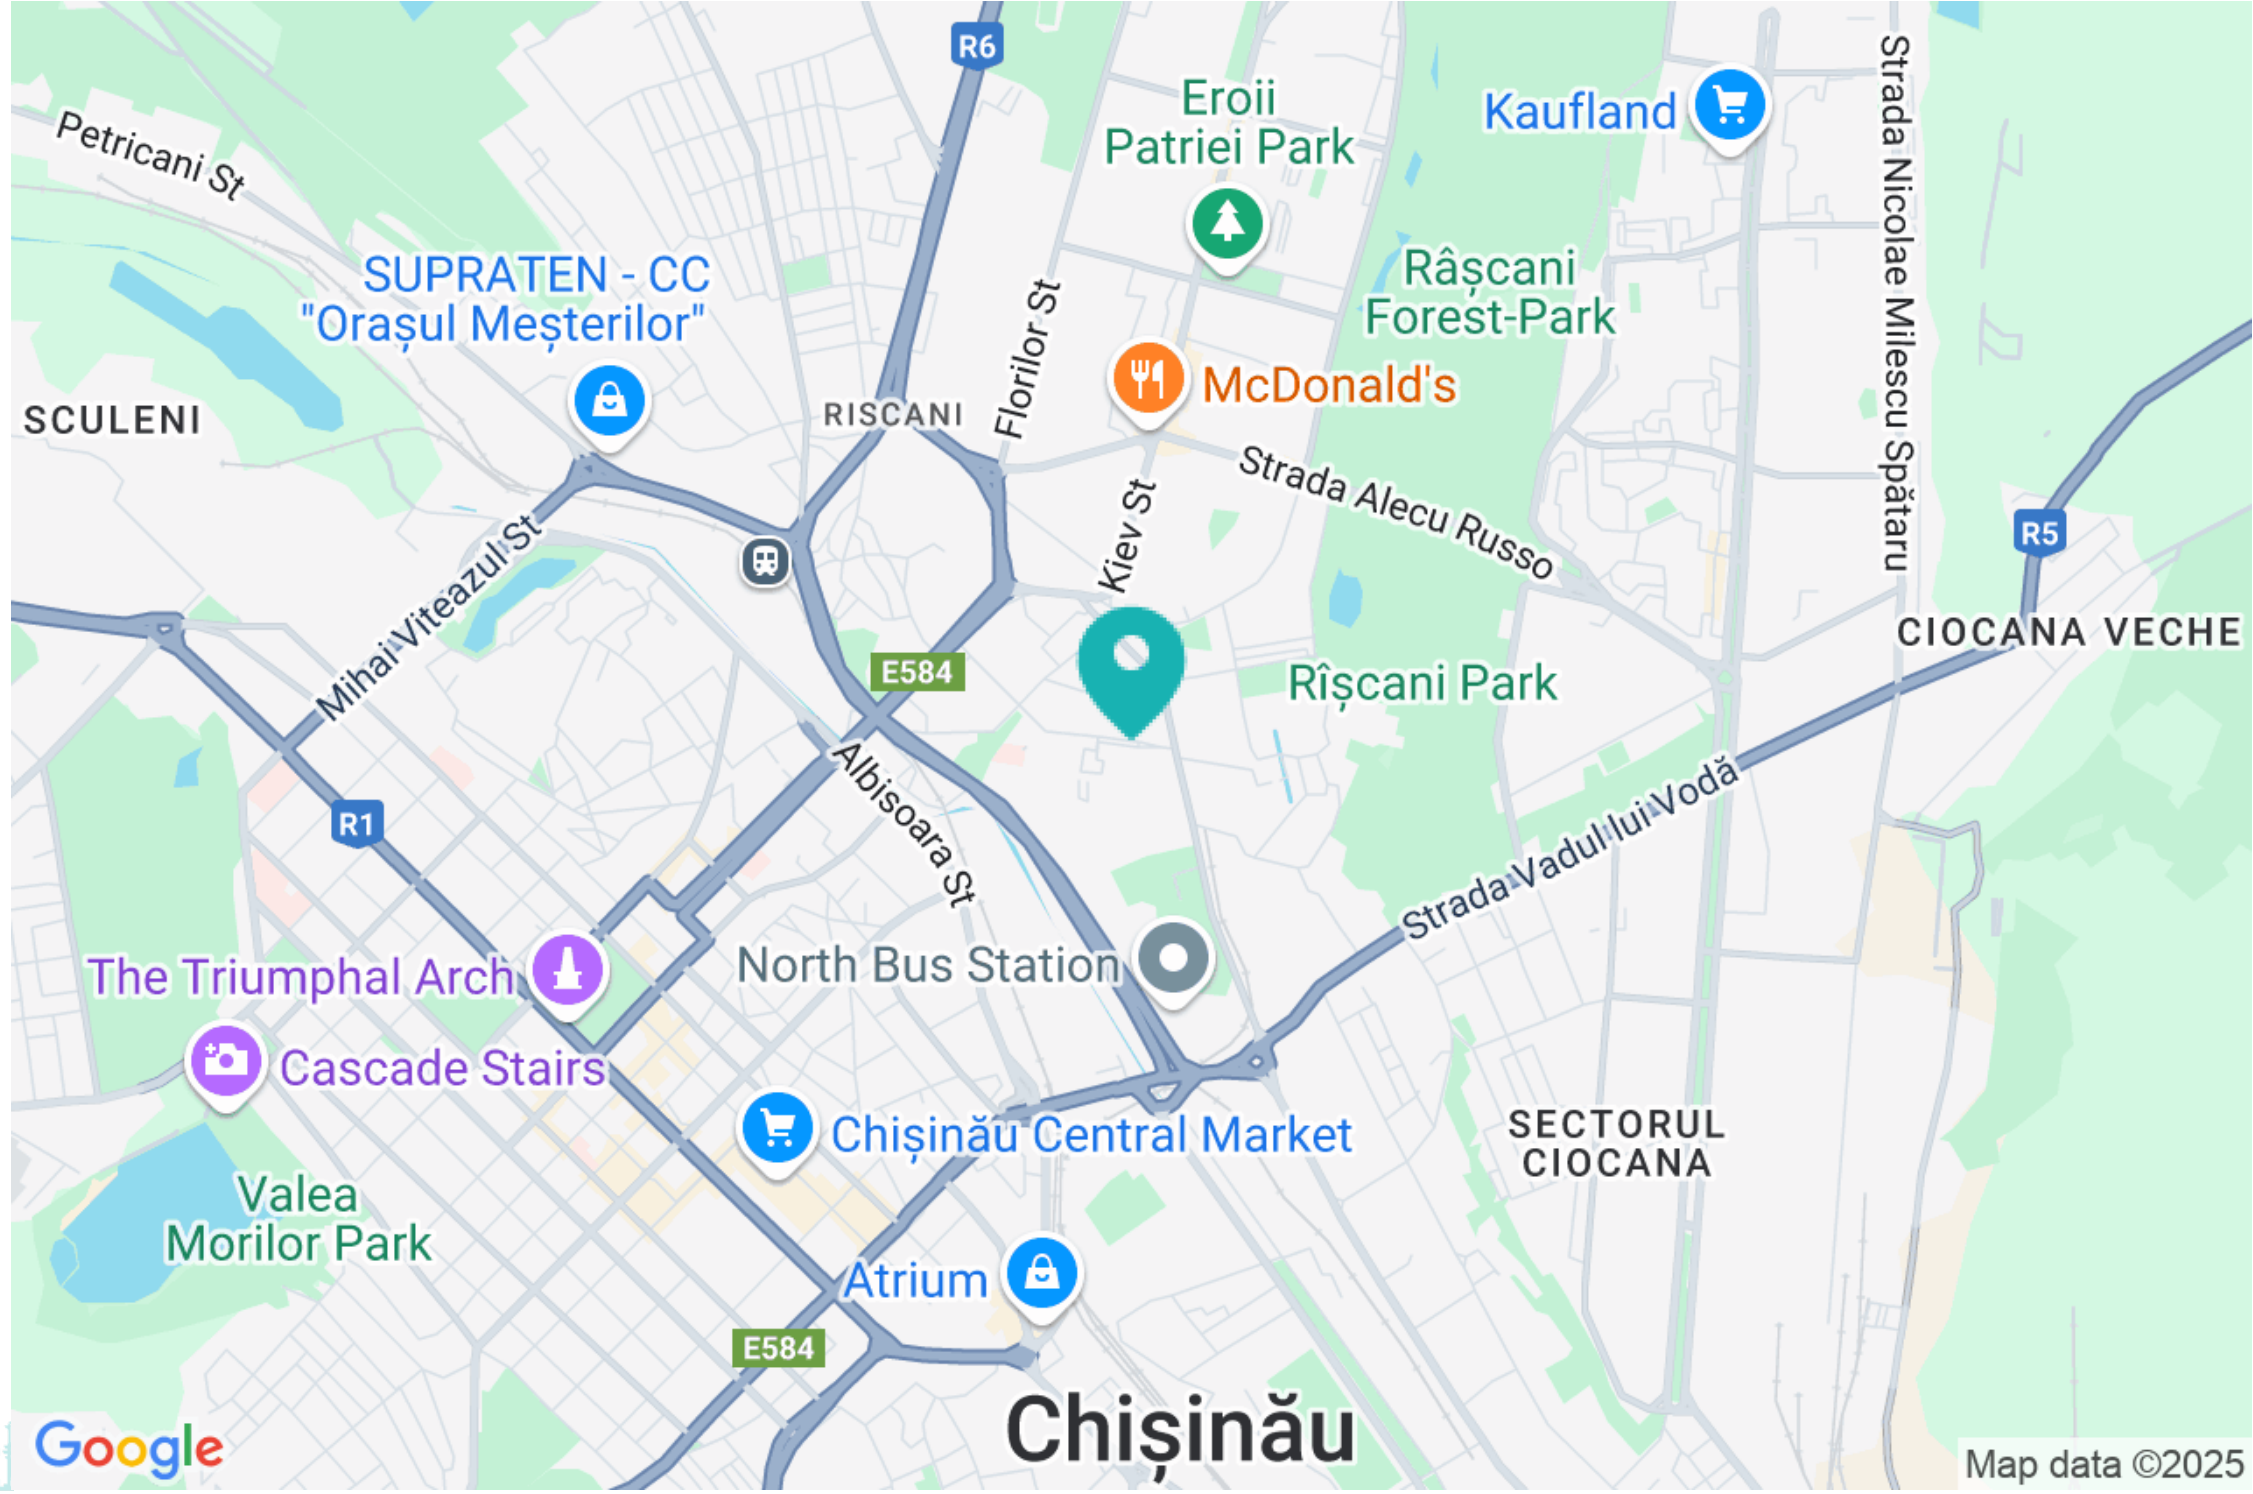 R6
Eroii
Patriei Park
Kaufland
Strada Nicolae Milescu Spătaru
Petricani St
SUPRATEN - CC
"Orașul Meșterilor"
Râșcani
Forest-Park
Florilor St
McDonald's
SCULENI
RISCANI
Strada Alecu Russo
Kiev St
R5
Mihai Viteazul St
CIOCANA VECHE
E584
Rîșcani Park
Albisoara St
Strada Vadul lui Vodă
R1
The Triumphal Arch
North Bus Station
Cascade Stairs
Chișinău Central Market
SECTORUL
CIOCANA
Valea
Morilor Park
Atrium
E584
Chișinău
Google
Map data ©2025